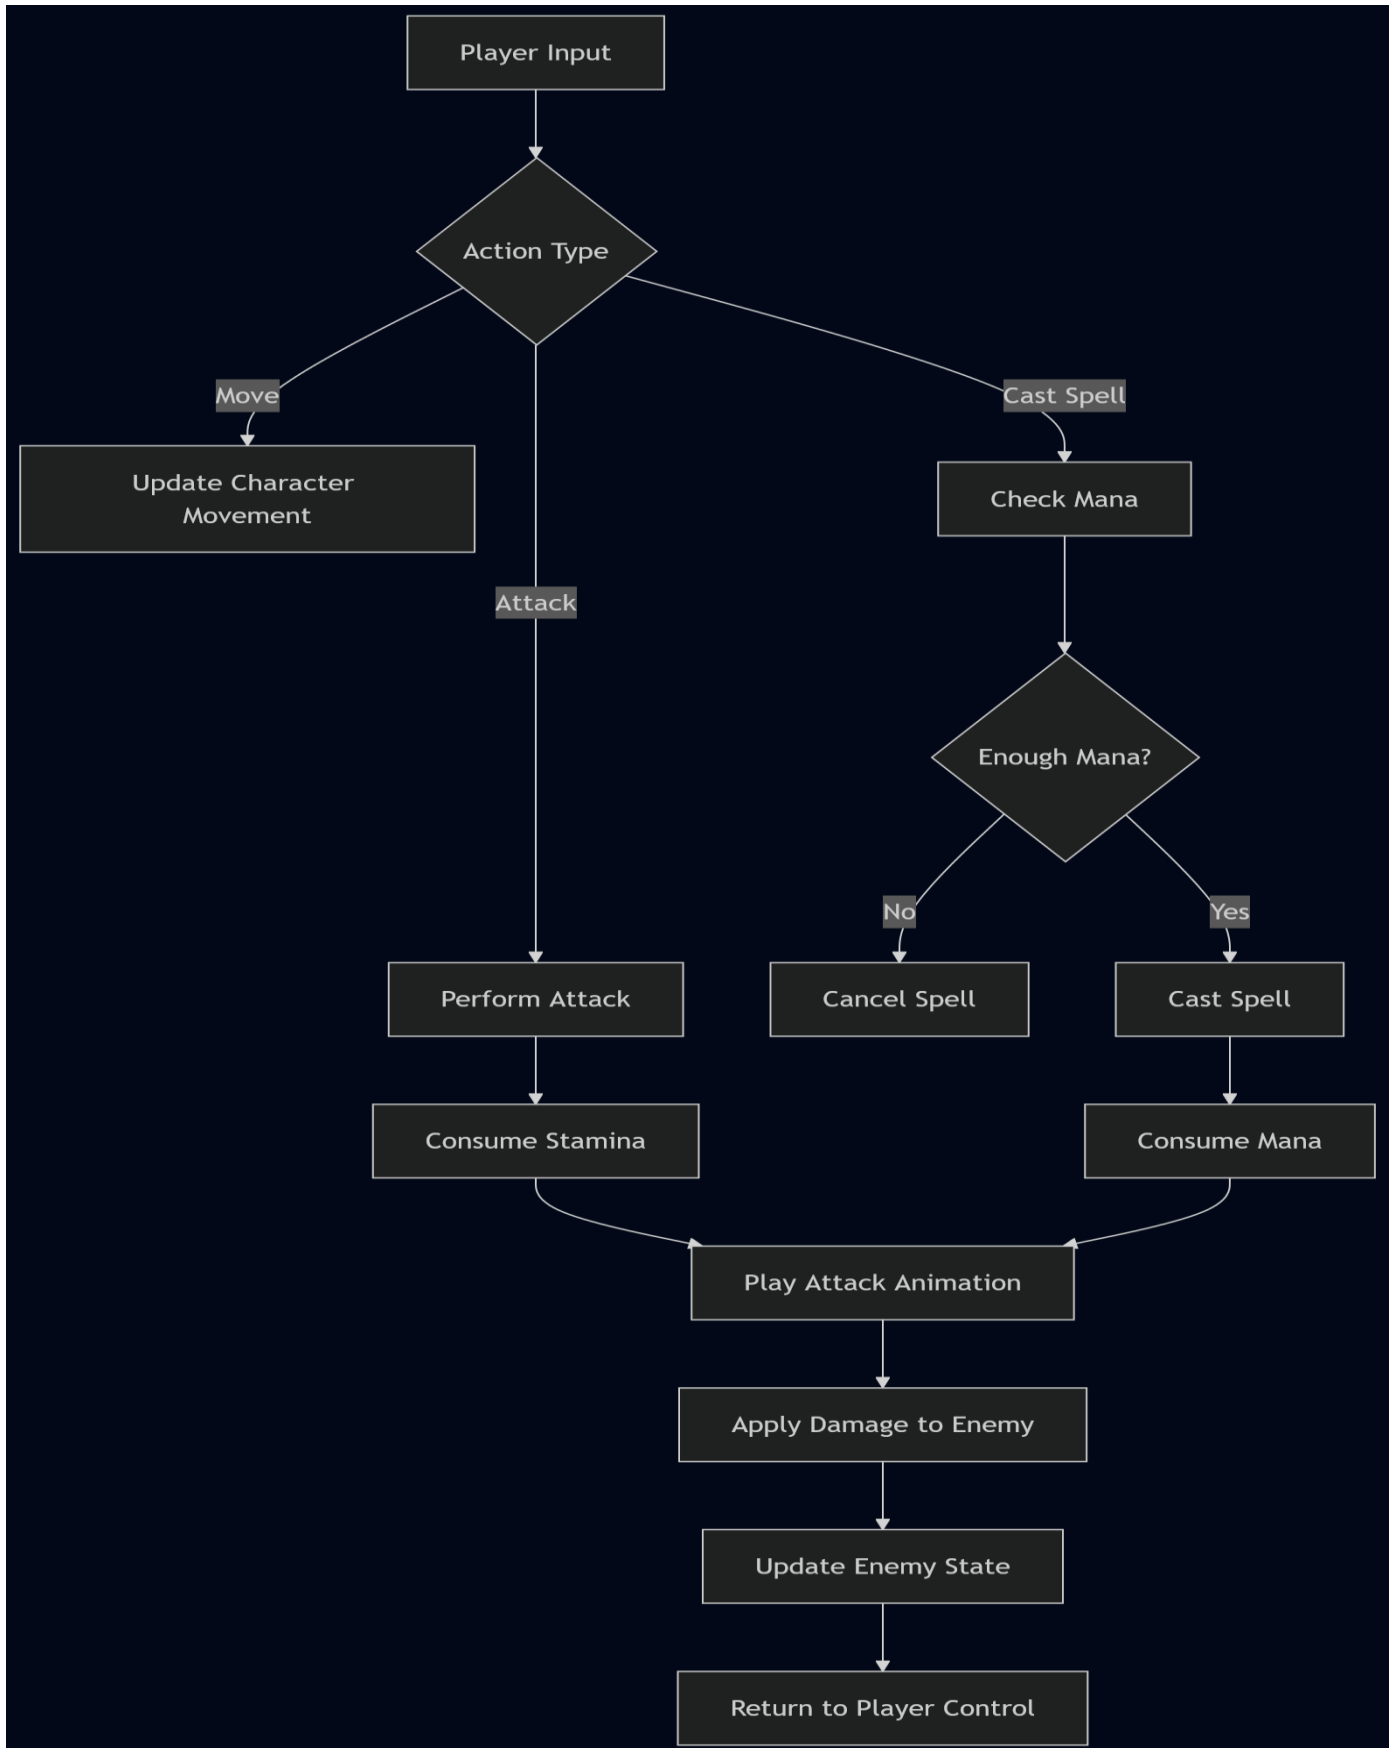 Player Input
Action Type
Move
Cast Spell
Update Character
Movement
Check Mana
Attack
Enough Mana?
No
Yes
Perform Attack
Cancel Spell
Cast Spell
Consume Stamina
Consume Mana
Play Attack Animation
Apply Damage to Enemy
Update Enemy State
Return to Player Control